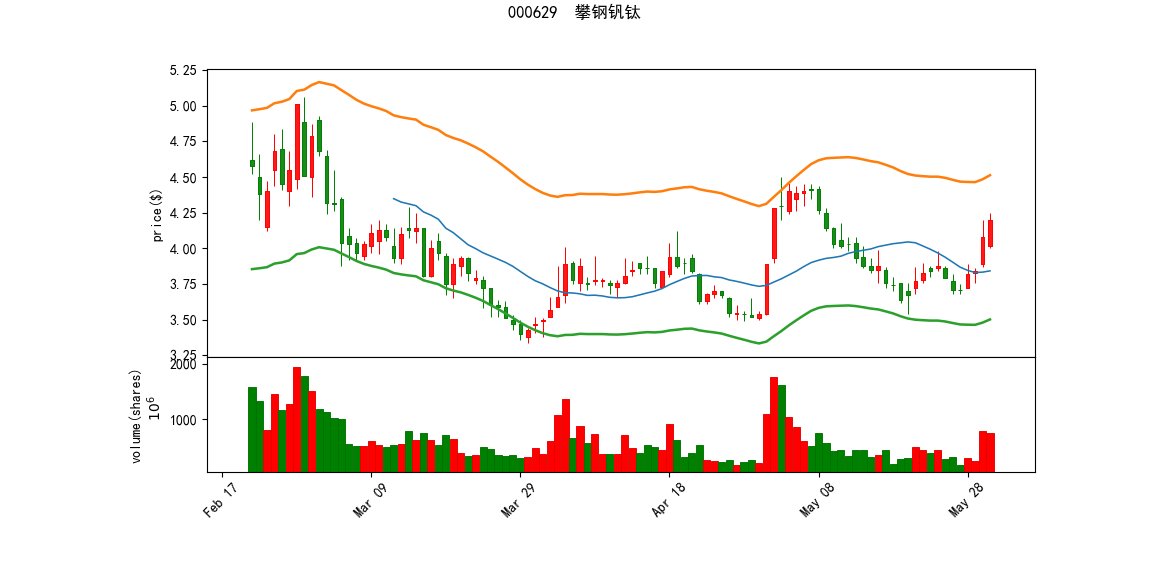 000629 攀钢钒钛
5.25
5.00
4.75
4.50
4.25
4.00
3.75
3.50
3.25
price($)
2000
1000
volume(shares)
10^6
Feb 17
Mar 09
Mar 29
Apr 18
May 08
May 28